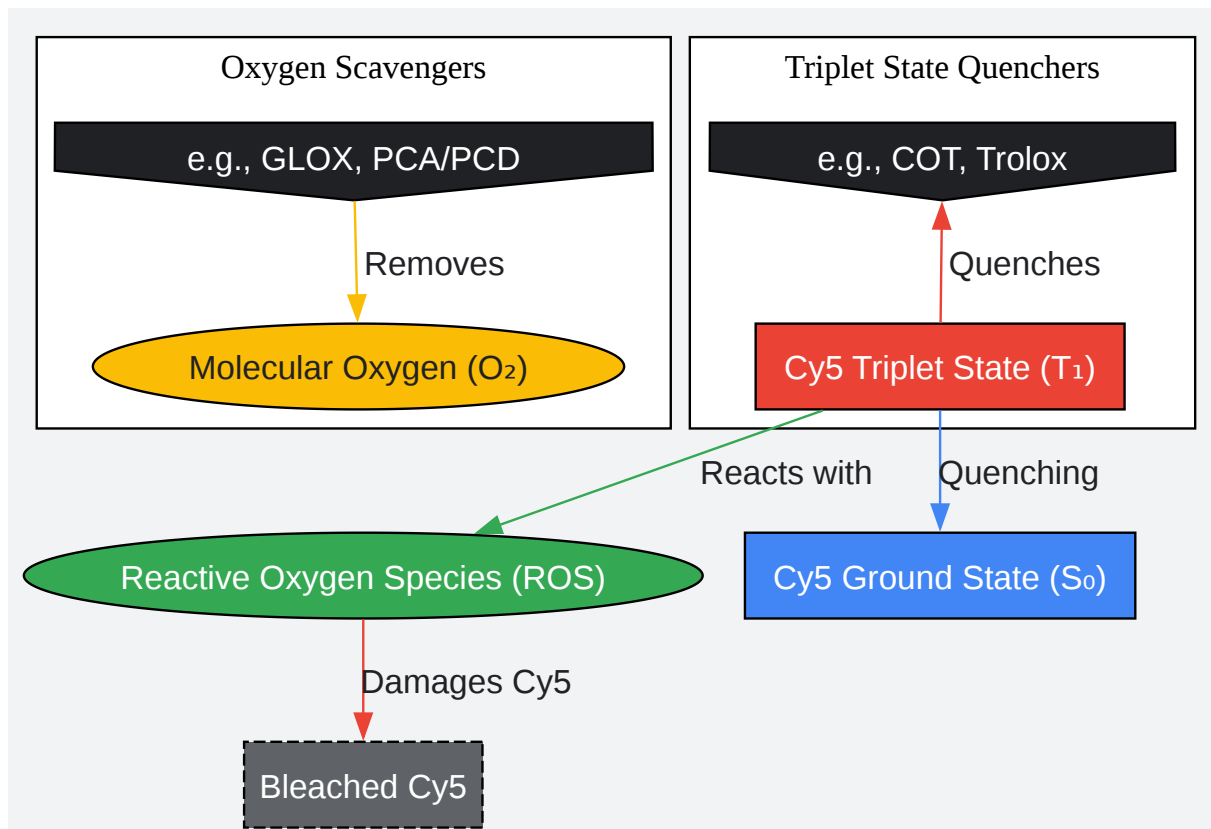 Oxygen Scavengers
Triplet State Quenchers
e.g., GLOX, PCA/PCD
e.g., COT, Trolox
Removes
Quenches
Molecular Oxygen (O₂)
Cy5 Triplet State (T₁)
Reacts with
Quenching
Reactive Oxygen Species (ROS)
Cy5 Ground State (S₀)
Damages Cy5
Bleached Cy5